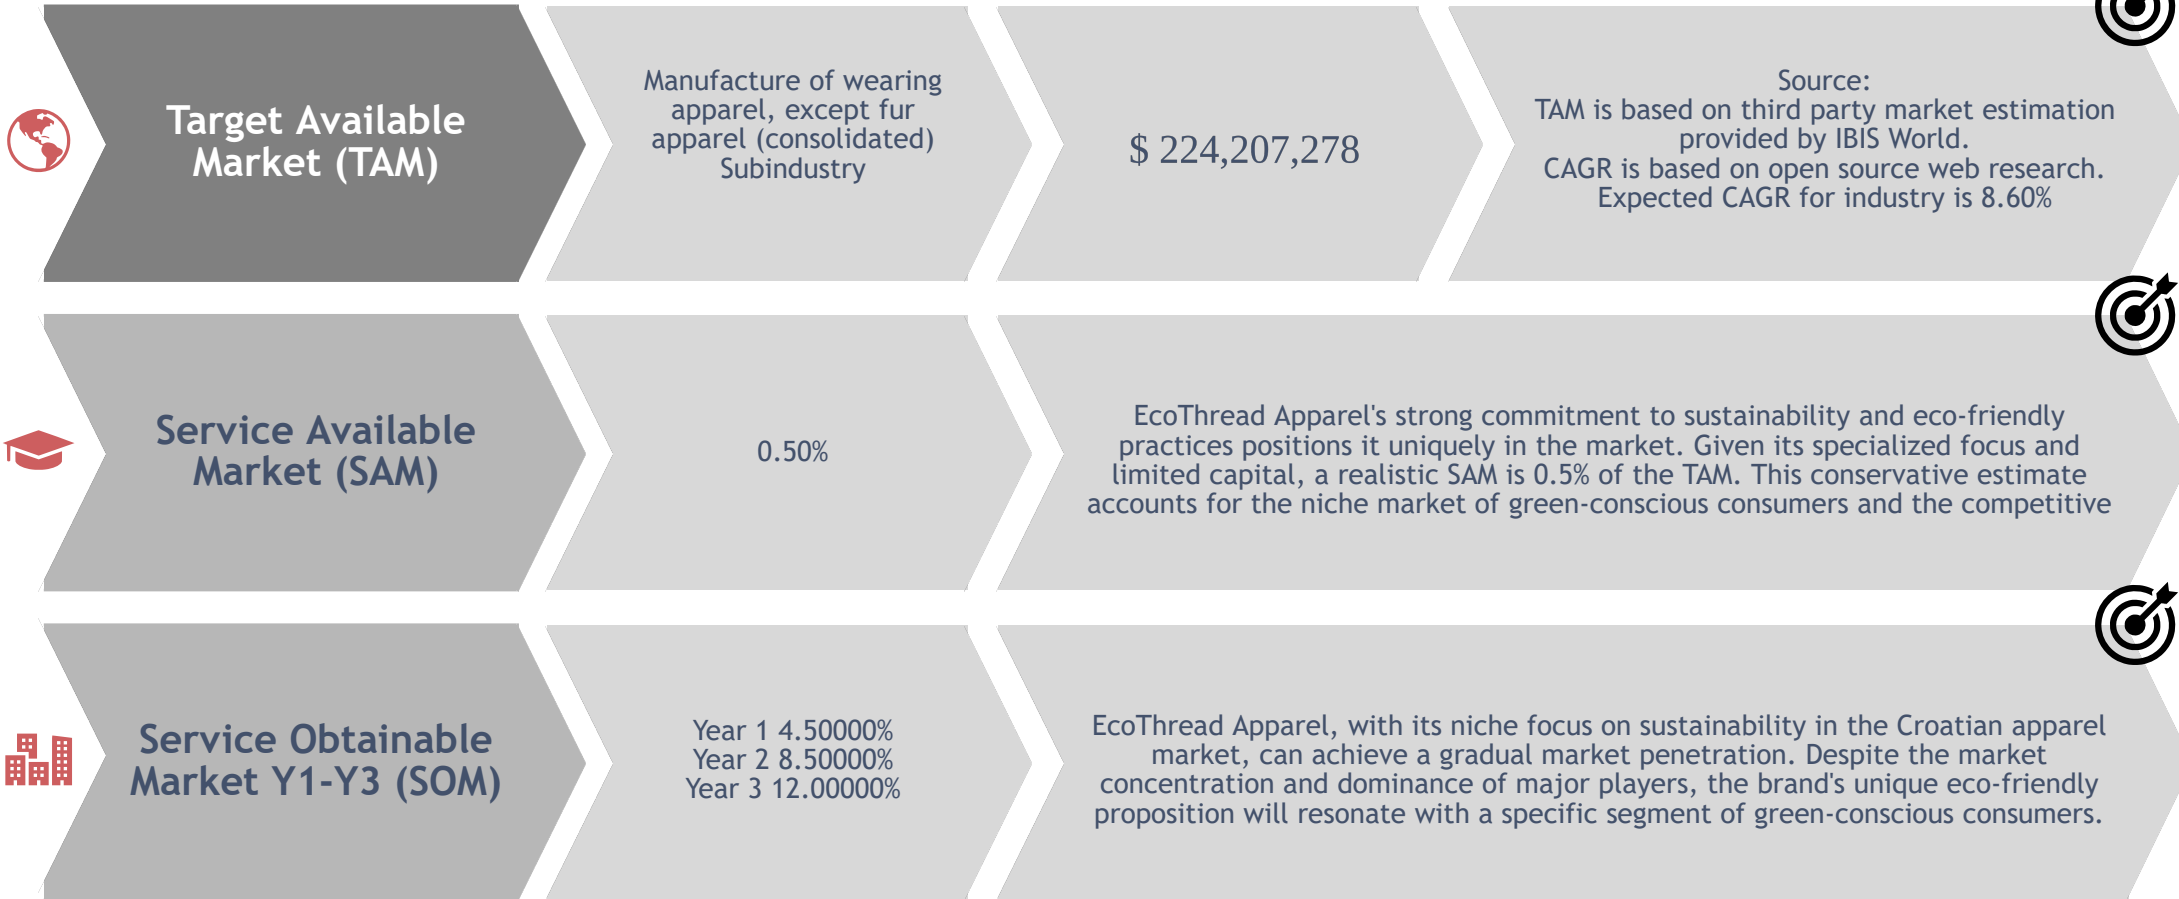 Target Available
Market (TAM)
Manufacture of wearing
apparel, except fur
apparel (consolidated)
Subindustry
$ 224,207,278
Source:
TAM is based on third party market estimation
provided by IBIS World.
CAGR is based on open source web research.
Expected CAGR for industry is 8.60%
Service Available
Market (SAM)
0.50%
EcoThread Apparel's strong commitment to sustainability and eco-friendly
practices positions it uniquely in the market. Given its specialized focus and
limited capital, a realistic SAM is 0.5% of the TAM. This conservative estimate
accounts for the niche market of green-conscious consumers and the competitive
Service Obtainable
Market Y1-Y3 (SOM)
Year 1 4.50000%
Year 2 8.50000%
Year 3 12.00000%
EcoThread Apparel, with its niche focus on sustainability in the Croatian apparel
market, can achieve a gradual market penetration. Despite the market
concentration and dominance of major players, the brand's unique eco-friendly
proposition will resonate with a specific segment of green-conscious consumers.